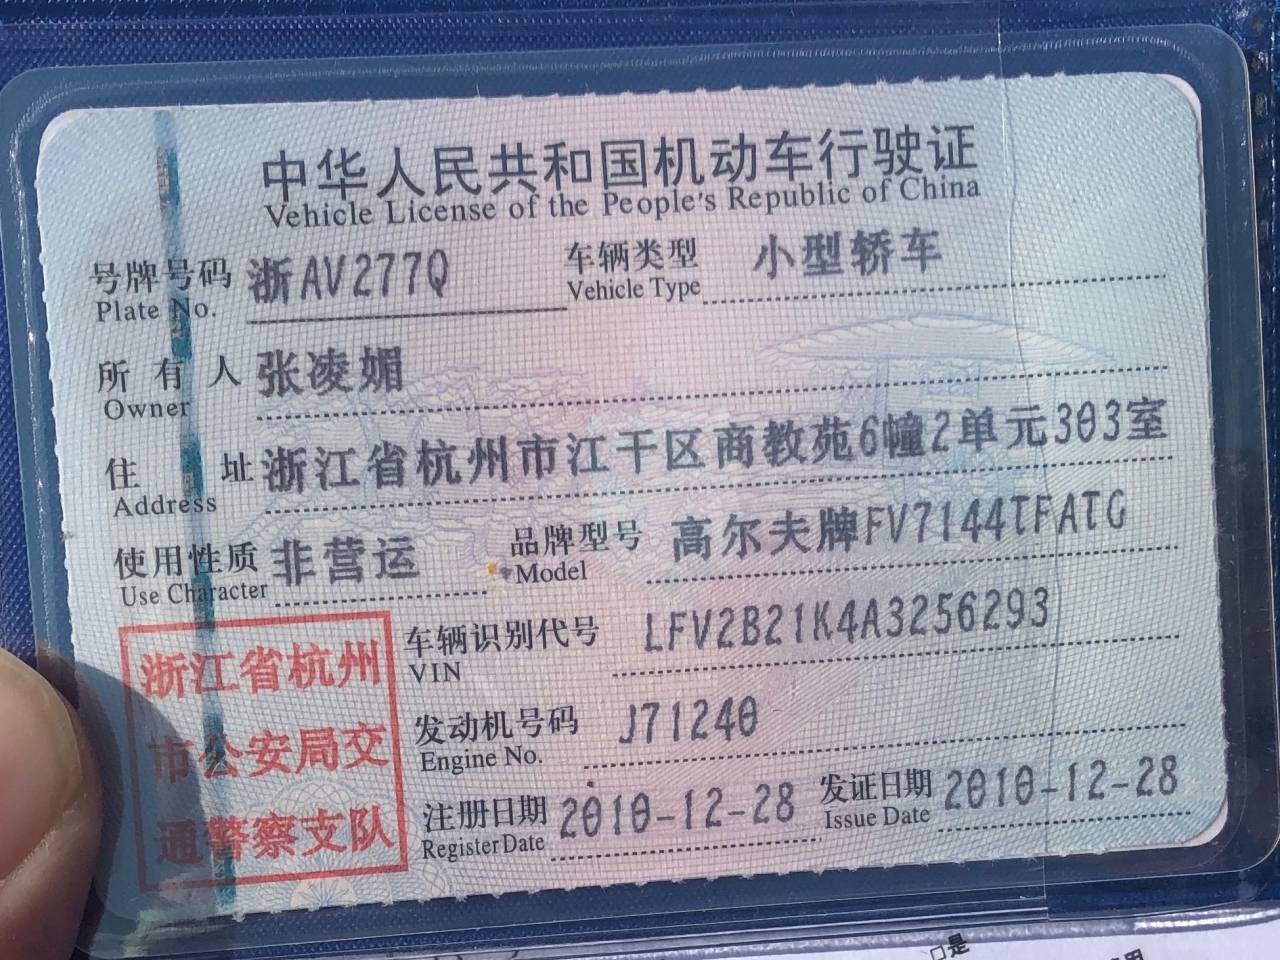 中华人民共和国机动车行驶证
Vehicle License of the People's Republic of China
号牌号码 浙AV277Q 车辆类型 小型轿车
Plate No. Vehicle Type
所有人 张凌媚
Owner
住址 浙江省杭州市江干区商教苑6幢2单元303室
Address
使用性质 非营运 品牌型号 高尔夫牌FV7144TFATG
Use Character Model
车辆识别代号 LFV2B21K4A3256293
VIN
发动机号码 J71240
Engine No.
注册日期 2010-12-28 发证日期 2010-12-28
Register Date Issue Date
浙江省杭州
市公安局交
通警察支队
□是